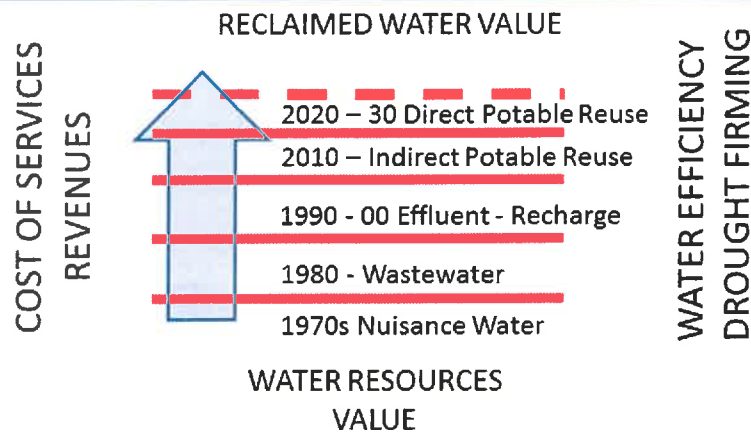 RECLAIMED WATER VALUE
COST OF SERVICES
REVENUES
2020 – 30 Direct Potable Reuse
2010 – Indirect Potable Reuse
1990 - 00 Effluent - Recharge
1980 - Wastewater
1970s Nuisance Water
WATER EFFICIENCY
DROUGHT FIRMING
WATER RESOURCES
VALUE